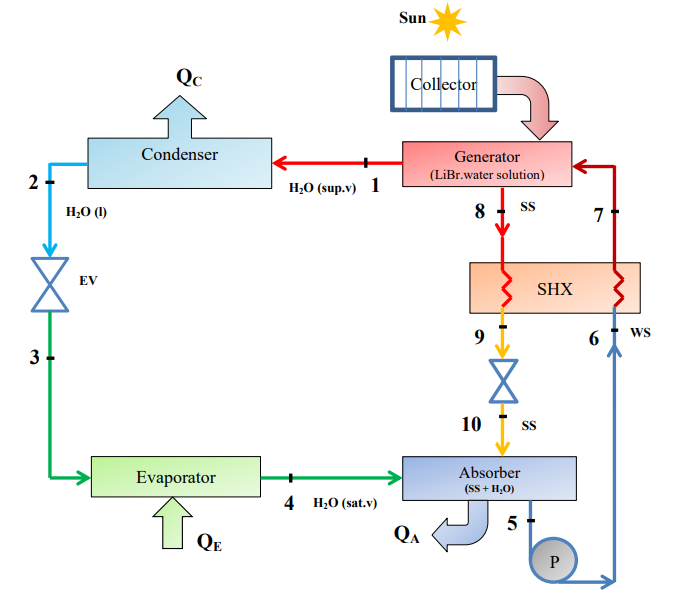 Sun
Collector
QC
Condenser
Generator
(LiBr.water solution)
H₂O (sup.v)
1
2
H₂O (l)
8
SS
7
EV
SHX
3
9
6
WS
10
SS
Evaporator
Absorber
(SS + H₂O)
4
H₂O (sat.v)
QE
QA
5
P